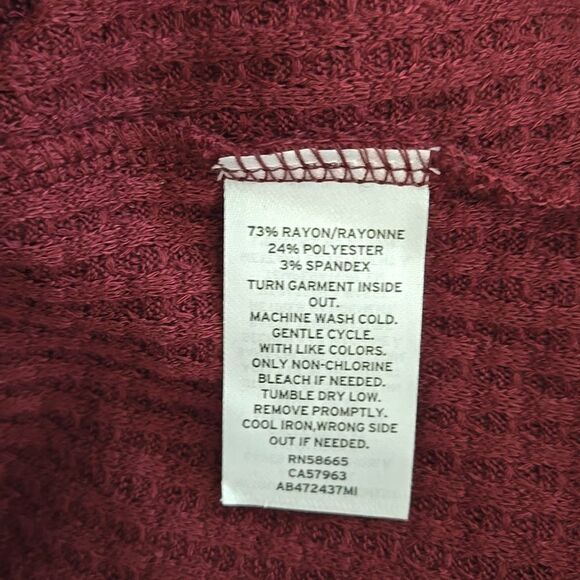 73% RAYON/RAYONNE
24% POLYESTER
3% SPANDEX
TURN GARMENT INSIDE
OUT.
MACHINE WASH COLD.
GENTLE CYCLE.
WITH LIKE COLORS.
ONLY NON-CHLORINE
BLEACH IF NEEDED.
TUMBLE DRY LOW.
REMOVE PROMPTLY.
COOL IRON,WRONG SIDE
OUT IF NEEDED.
RN58665
CA57963
AB472437MI